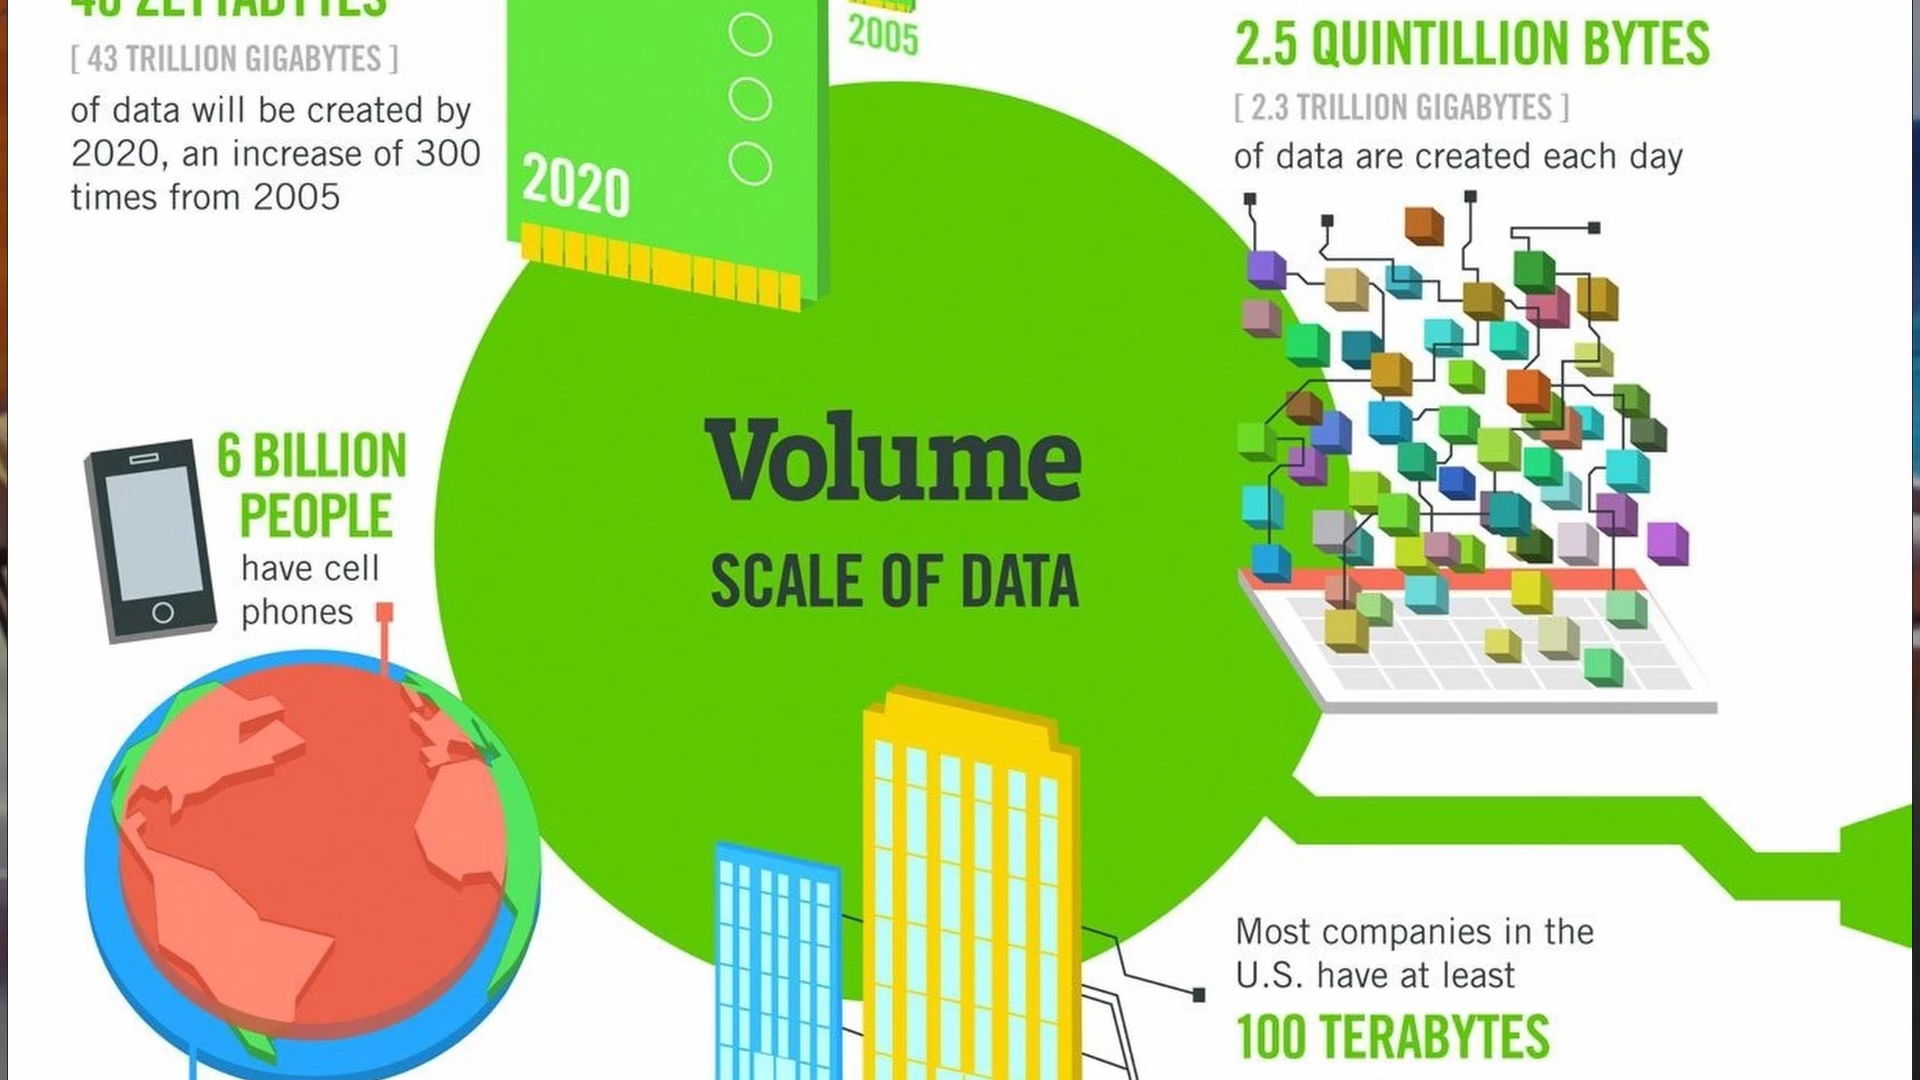 40 ZETTABYTES
[ 43 TRILLION GIGABYTES ]
of data will be created by
2020, an increase of 300
times from 2005
2020
2005
2.5 QUINTILLION BYTES
[ 2.3 TRILLION GIGABYTES ]
of data are created each day
6 BILLION
PEOPLE
have cell
phones
Volume
SCALE OF DATA
Most companies in the
U.S. have at least
100 TERABYTES